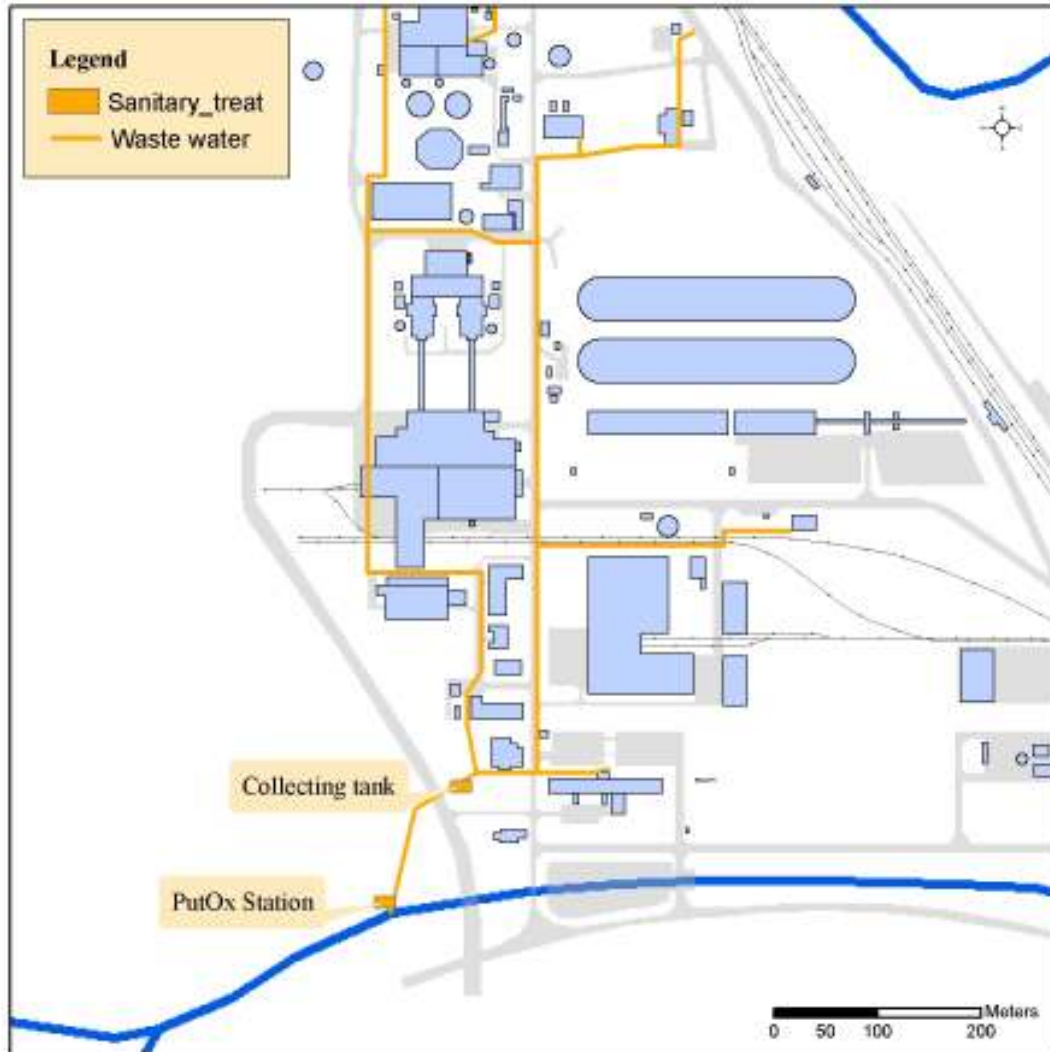 Legend
Sanitary_treat
Waste water
Collecting tank
PutOx Station
Meters
0 50 100 200